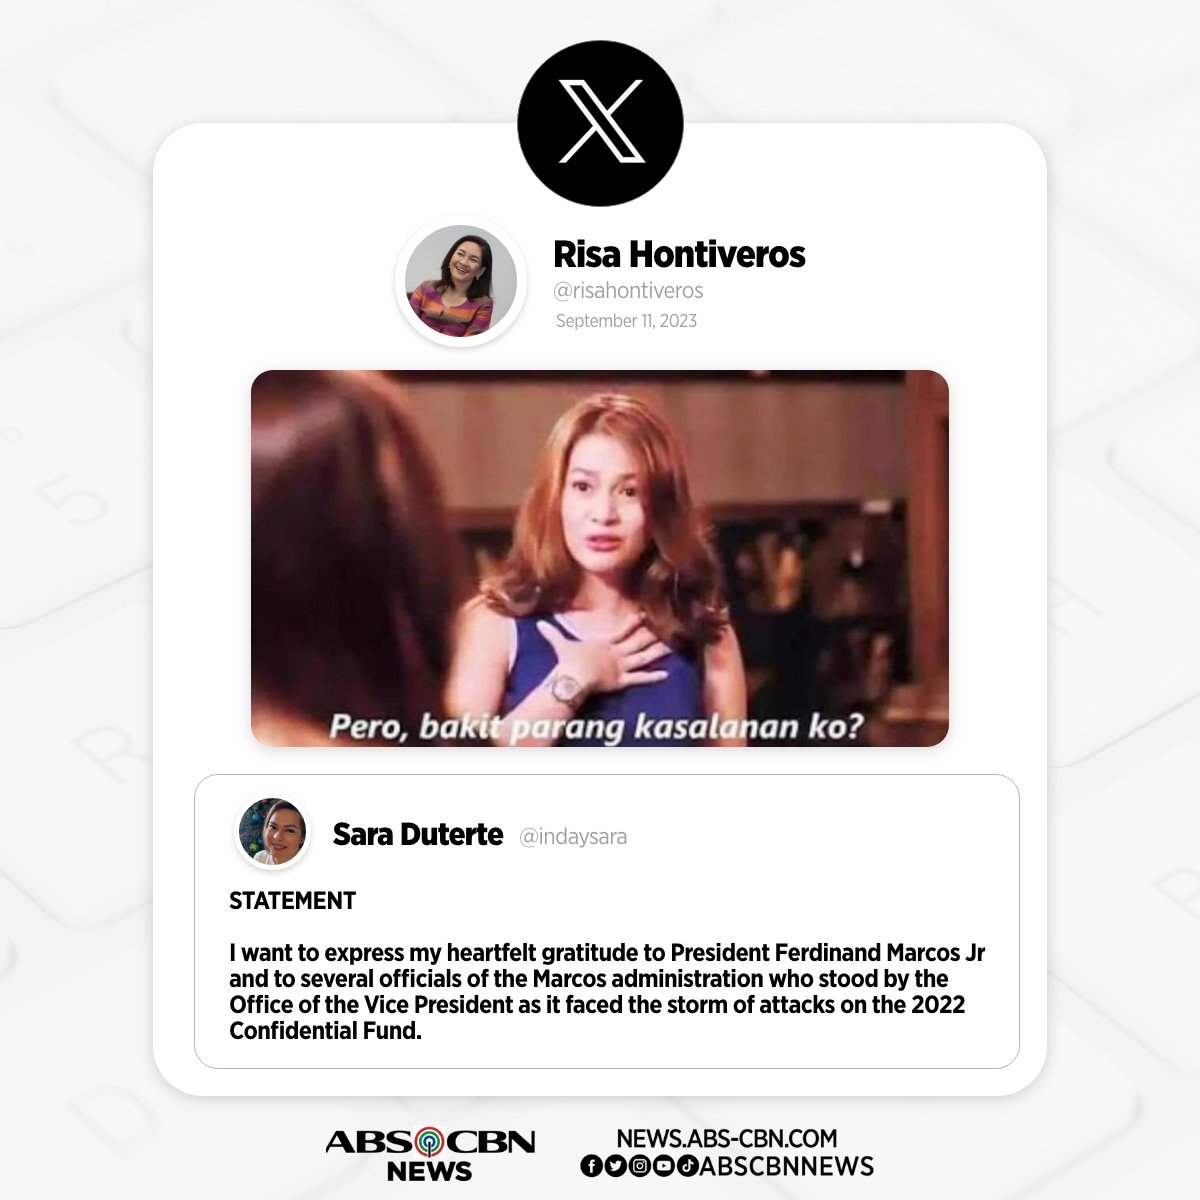 X
Risa Hontiveros
@risahontiveros
September 11, 2023
Pero, bakit parang kasalanan ko?
Sara Duterte @indaysara
STATEMENT
I want to express my heartfelt gratitude to President Ferdinand Marcos Jr
and to several officials of the Marcos administration who stood by the
Office of the Vice President as it faced the storm of attacks on the 2022
Confidential Fund.
ABS CBN
NEWS
NEWS.ABS-CBN.COM
ABSCBNNEWS